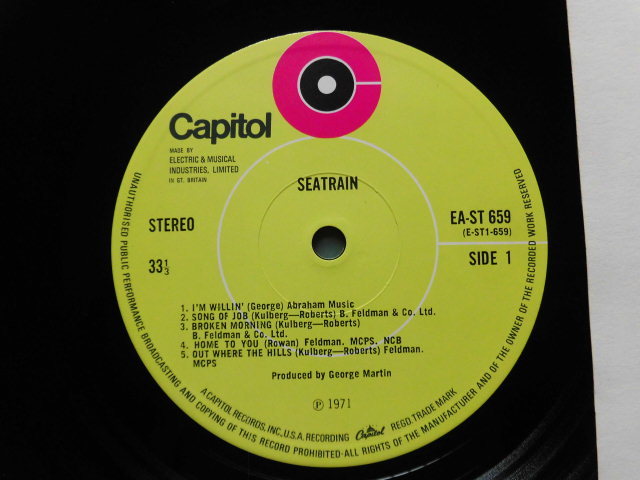 Capitol
MADE BY
ELECTRIC & MUSICAL
INDUSTRIES, LIMITED
IN GT. BRITAIN
SEATRAIN
STEREO
EA-ST 659
(E-ST1-659)
33 1/3
SIDE 1
1. I'M WILLIN' (George) Abraham Music
2. SONG OF JOB (Kulberg—Roberts) B. Feldman & Co. Ltd.
3. BROKEN MORNING (Kulberg—Roberts)
B. Feldman & Co. Ltd.
4. HOME TO YOU (Rowan) Feldman. MCPS. NCB
5. OUT WHERE THE HILLS (Kulberg—Roberts) Feldman.
MCPS
Produced by George Martin
℗ 1971
A CAPITOL RECORDS, INC., U.S.A. RECORDING Capitol REGD. TRADE MARK
UNAUTHORISED PUBLIC PERFORMANCE, BROADCASTING AND COPYING OF THIS RECORD PROHIBITED·ALL RIGHTS OF THE MANUFACTURER AND OF THE OWNER OF THE RECORDED WORK RESERVED